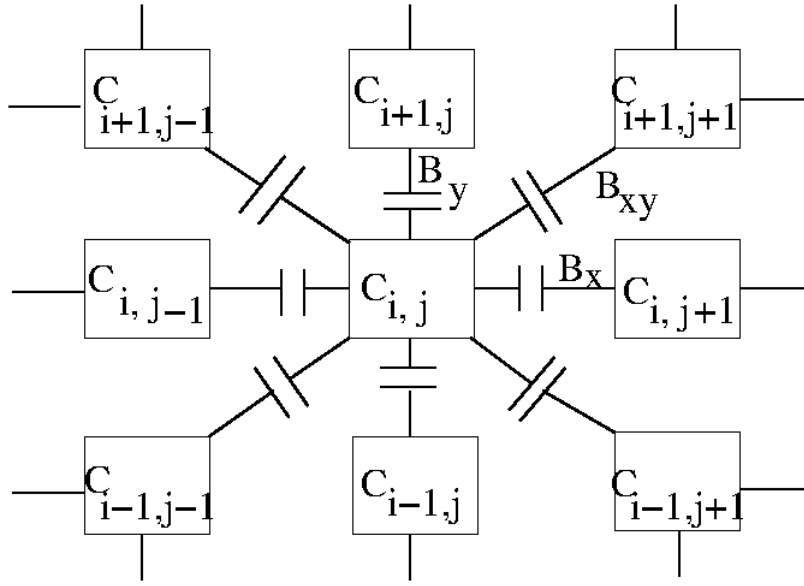 C i+1,j−1
C i+1,j
C i+1,j+1
B y
B xy
C i, j−1
C i, j
B x
C i, j+1
C i−1,j−1
C i−1,j
C i−1,j+1